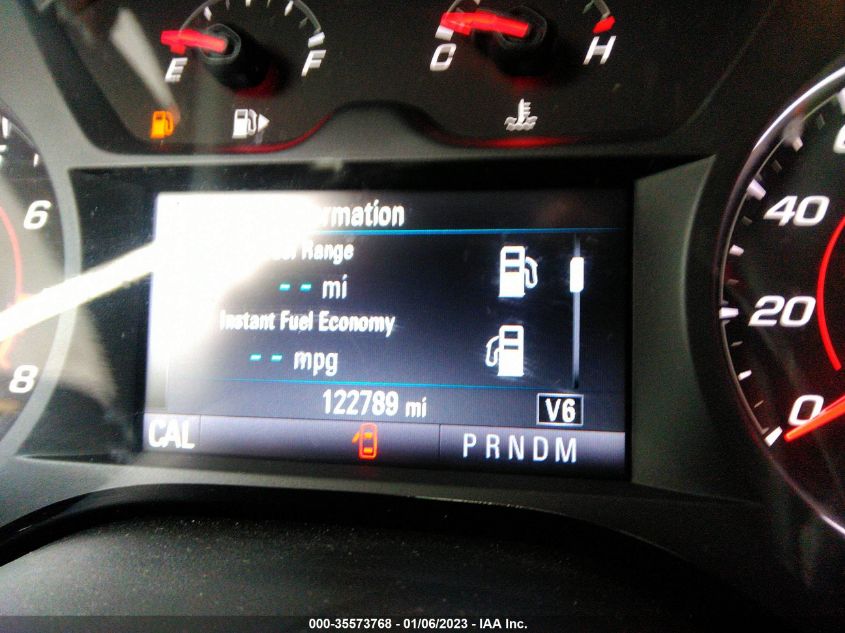 E F
C H
6
8
ormation
Range
-- mi
Instant Fuel Economy
-- mpg
122789 mi
V6
CAL
PRNDM
40
20
0
000-35573768 - 01/06/2023 - IAA Inc.